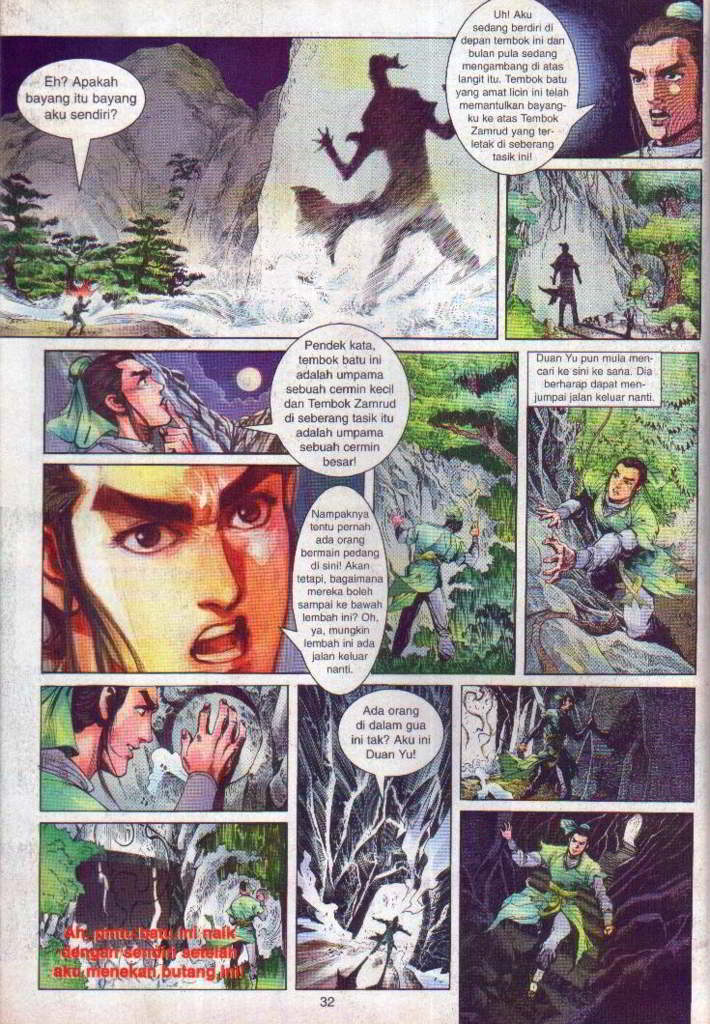 Eh? Apakah
bayang itu bayang
aku sendiri?
Uh! Aku
sedang berdiri di
depan tembok ini dan
bulan pula sedang
mengambang di atas
langit itu. Tembok batu
yang amat licin ini telah
memantulkan bayang-
ku ke atas Tembok
Zamrud yang ter-
letak di seberang
tasik ini!
Pendek kata,
tembok batu ini
adalah umpama
sebuah cermin kecil
dan Tembok Zamrud
di seberang tasik itu
adalah umpama
sebuah cermin
besar!
Duan Yu pun mula men-
cari ke sini ke sana. Dia
berharap dapat men-
jumpai jalan keluar nanti.
Nampaknya
tentu pernah
ada orang
bermain pedang
di sini! Akan
tetapi, bagaimana
mereka boleh
sampai ke bawah
lembah ini? Oh,
ya, mungkin
lembah ini ada
jalan keluar
nanti.
Ah, pintu batu ini naik
dengan sendiri setelah
aku menekan butang ini!
Ada orang
di dalam gua
ini tak? Aku ini
Duan Yu!
32